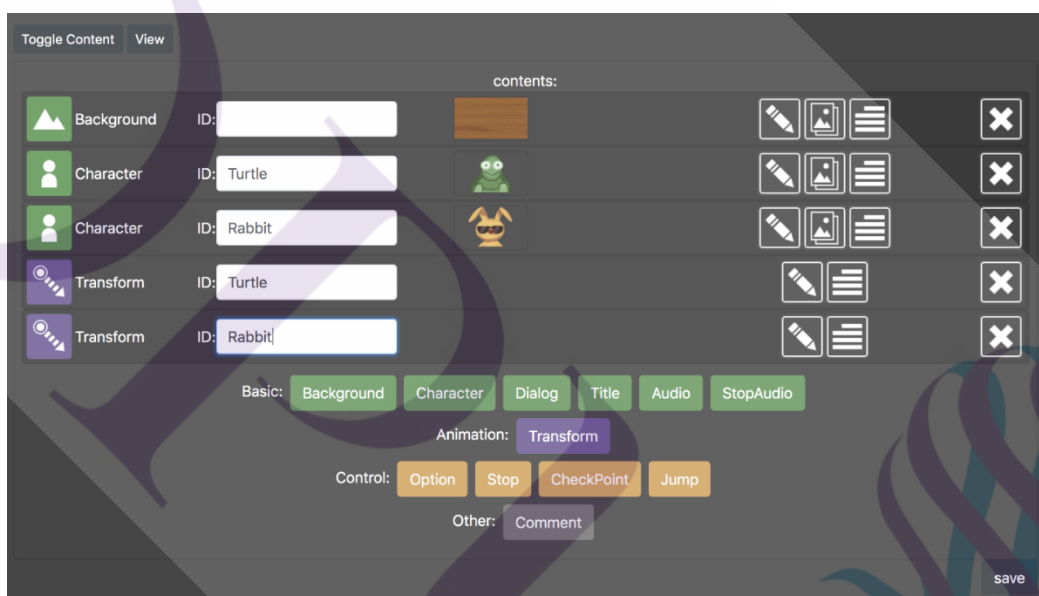 Toggle Content View
contents:
Background ID:
Character ID: Turtle
Character ID: Rabbit
Transform ID: Turtle
Transform ID: Rabbit
Basic: Background Character Dialog Title Audio StopAudio
Animation: Transform
Control: Option Stop CheckPoint Jump
Other: Comment
save